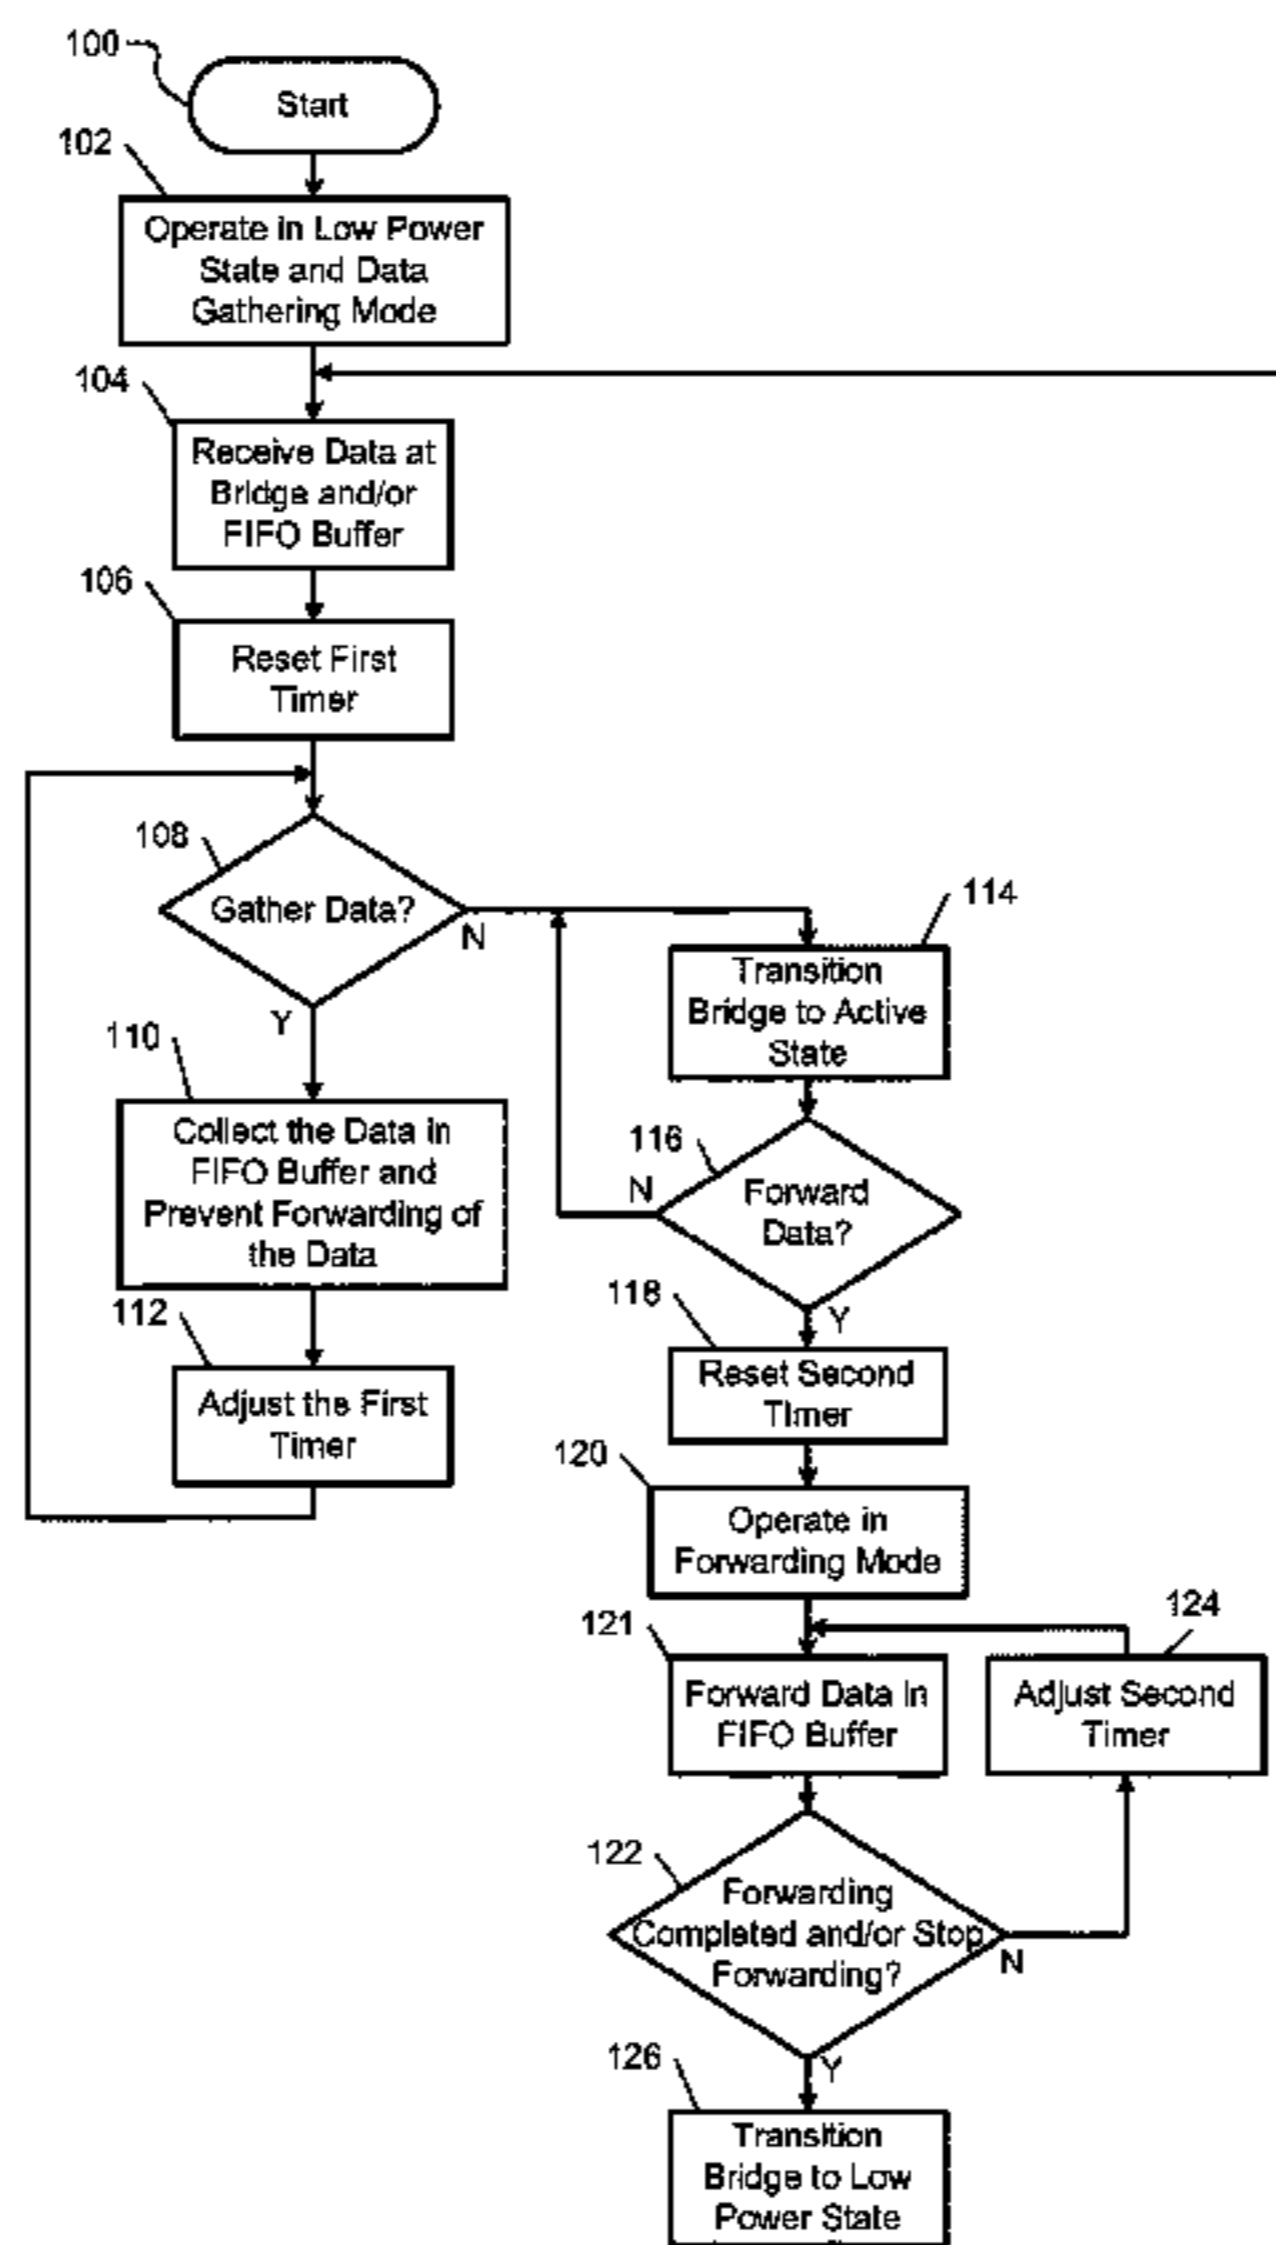 100
Start
102
Operate in Low Power
State and Data
Gathering Mode
104
Receive Data at
Bridge and/or
FIFO Buffer
106
Reset First
Timer
108
Gather Data?
N
Y
114
Transition
Bridge to Active
State
110
Collect the Data in
FIFO Buffer and
Prevent Forwarding of
the Data
116
N
Forward
Data?
Y
112
Adjust the First
Timer
118
Reset Second
Timer
120
Operate in
Forwarding Mode
121
Forward Data in
FIFO Buffer
124
Adjust Second
Timer
122
Forwarding
Completed and/or Stop
Forwarding?
N
Y
126
Transition
Bridge to Low
Power State